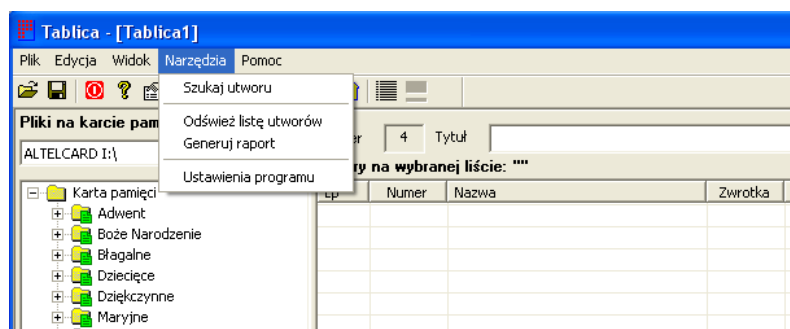 Tablica - [Tablica1]
Plik Edycja Widok Narzędzia Pomoc
Szukaj utworu
Odśwież listę utworów
Generuj raport
Ustawienia programu
Pliki na karcie pam
ALTELCARD I:\
4 Tytuł
na wybranej liście: ""
Lp Numer Nazwa Zwrotka
Karta pamięci
Adwent
Boże Narodzenie
Błagalne
Dziecięce
Dziękczynne
Maryjne